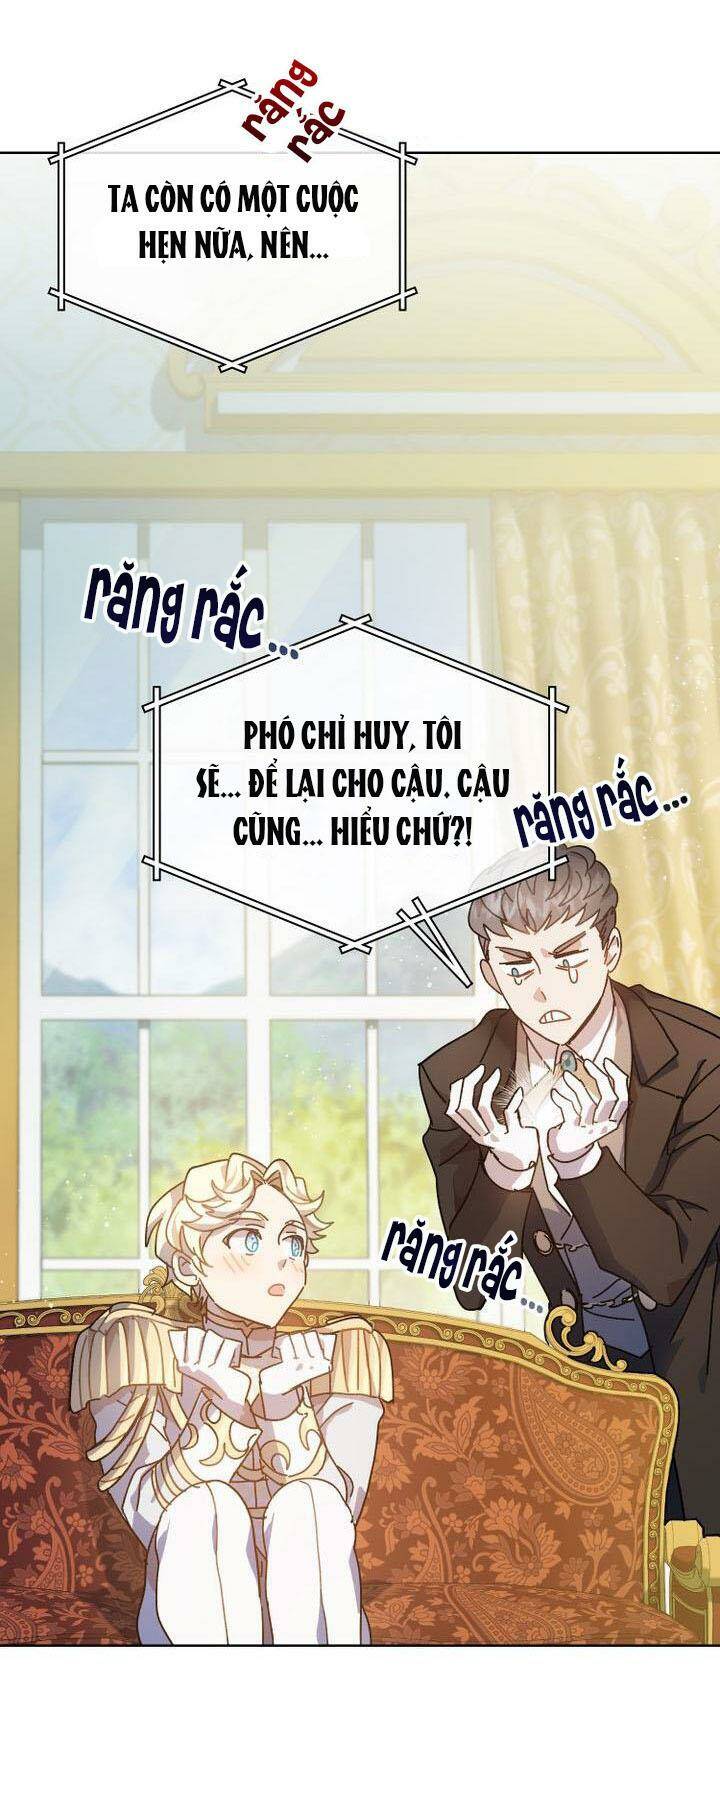 răng
rắc
TA CÒN CÓ MỘT CUỘC
HẸN NỮA, NÊN...
răng rắc...
PHÓ CHỈ HUY, TÔI
SẼ... ĐỂ LẠI CHO CẬU. CẬU
CŨNG... HIỂU CHỨ?!
răng rắc...
răng rắc...